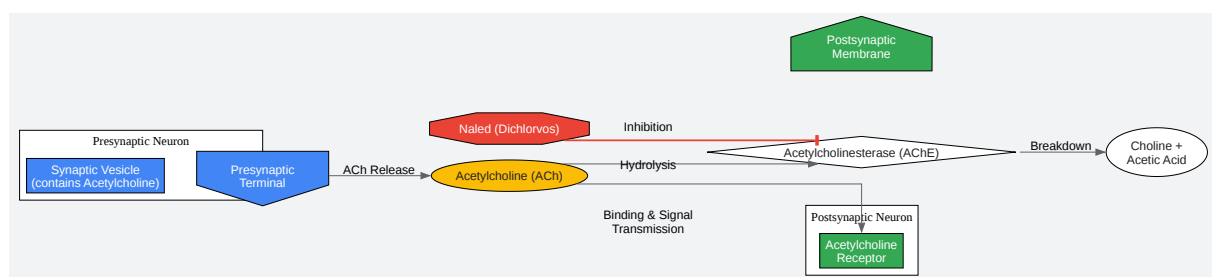 Postsynaptic
Membrane
Presynaptic Neuron
Synaptic Vesicle
(contains Acetylcholine)
Presynaptic
Terminal
ACh Release
Naled (Dichlorvos)
Acetylcholine (ACh)
Inhibition
Hydrolysis
Binding & Signal
Transmission
Acetylcholinesterase (AChE)
Breakdown
Choline +
Acetic Acid
Postsynaptic Neuron
Acetylcholine
Receptor